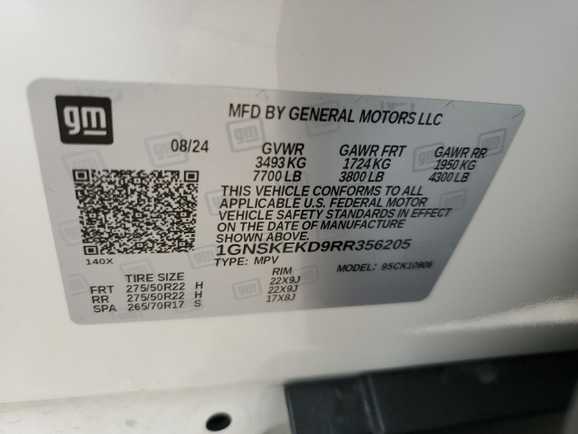 gm
MFD BY GENERAL MOTORS LLC
08/24 GVWR GAWR FRT GAWR RR
3493 KG 1724 KG 1950 KG
7700 LB 3800 LB 4300 LB
THIS VEHICLE CONFORMS TO ALL
APPLICABLE U.S. FEDERAL MOTOR
VEHICLE SAFETY STANDARDS IN EFFECT
ON THE DATE OF MANUFACTURE
SHOWN ABOVE.
1GNSKEKD9RR356205
140X TYPE: MPV MODEL:
TIRE SIZE RIM
FRT 275/50R22 H 22X9J
RR 275/50R22 H 22X9J
SPA 265/70R17 S 17X8J